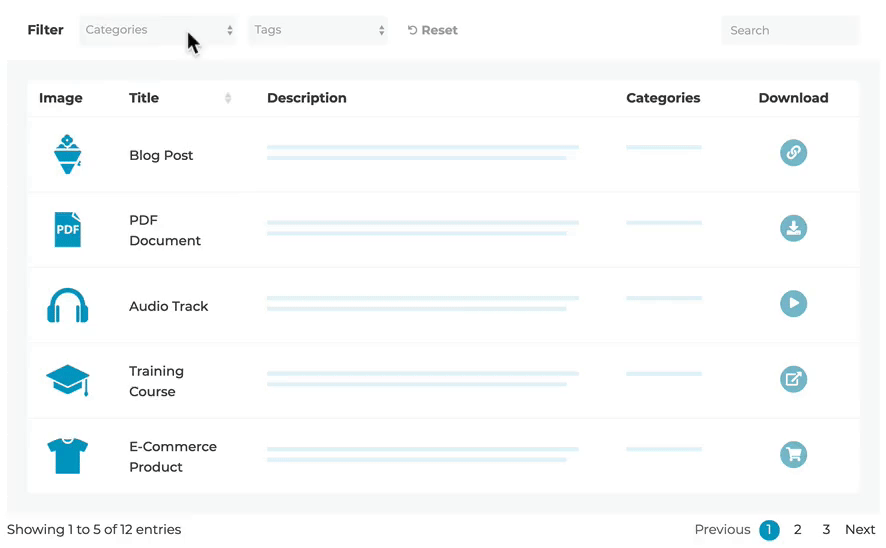 Filter Categories Tags Reset Search
Image Title Description Categories Download
Blog Post
PDF
PDF
Document
Audio Track
Training
Course
E-Commerce
Product
Showing 1 to 5 of 12 entries Previous 1 2 3 Next